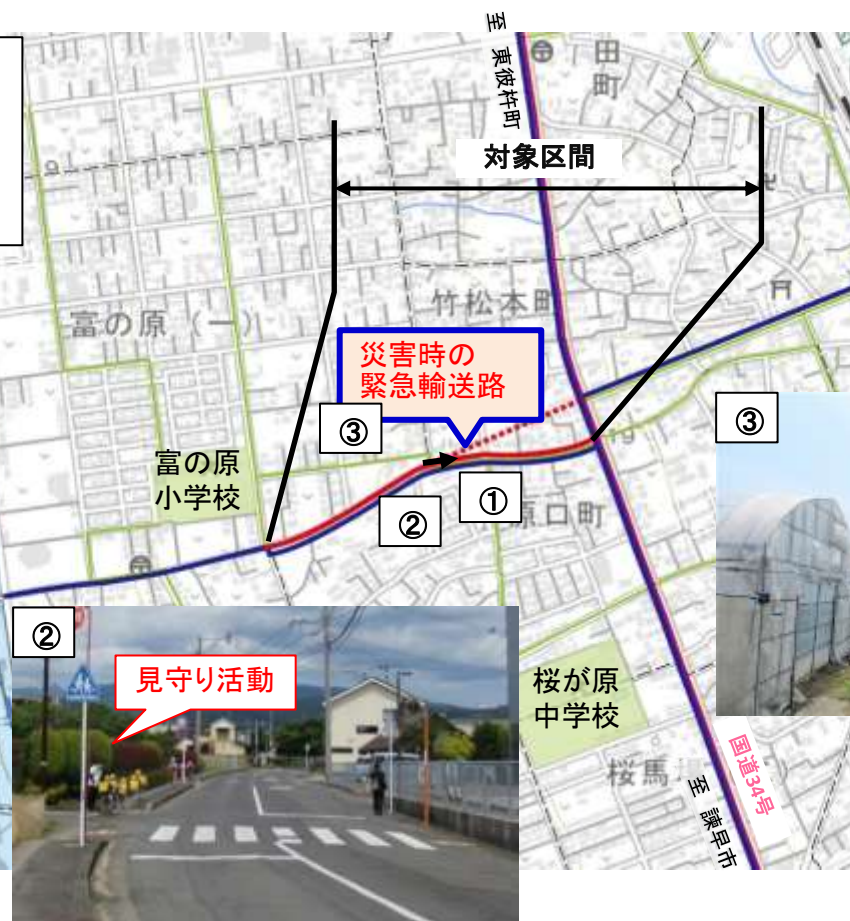 至 東彼杵町
田
町
対象区間
竹松本町
富の原（一）
災害時の
緊急輸送路
③
富の原
小学校
①
②
原口町
③
②
見守り活動
桜が原
中学校
桜馬場
国道34号
至 諫早市